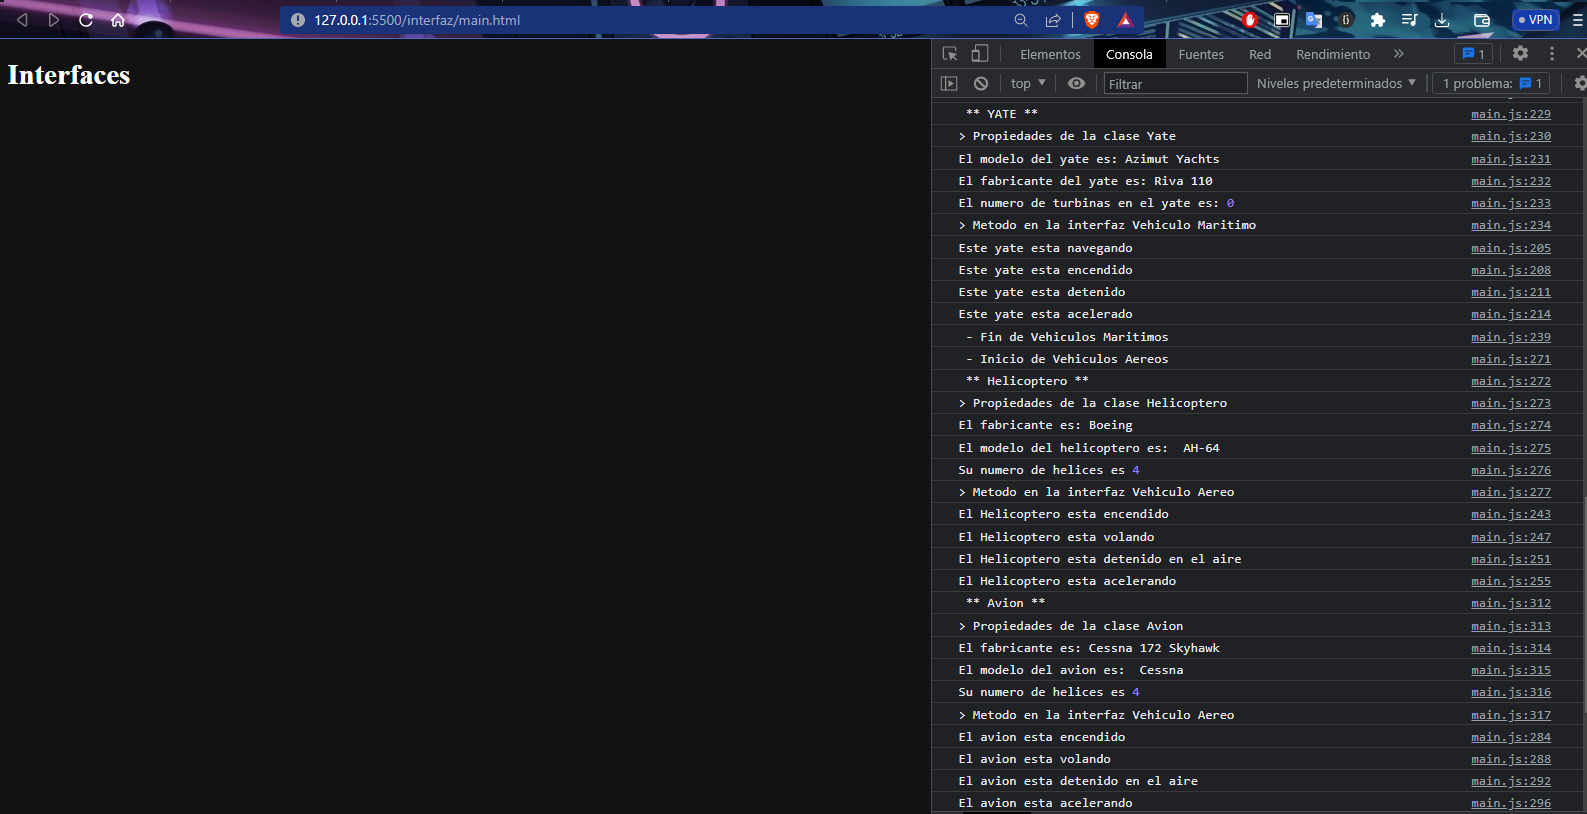 127.0.0.1:5500/interfaz/main.html
VPN
Interfaces
Elementos Consola Fuentes Red Rendimiento 1
top Filtrar Niveles predeterminados 1 problema: 1
** YATE ** main.js:229
> Propiedades de la clase Yate main.js:230
El modelo del yate es: Azimut Yachts main.js:231
El fabricante del yate es: Riva 110 main.js:232
El numero de turbinas en el yate es: 0 main.js:233
> Metodo en la interfaz Vehiculo Maritimo main.js:234
Este yate esta navegando main.js:205
Este yate esta encendido main.js:208
Este yate esta detenido main.js:211
Este yate esta acelerado main.js:214
- Fin de Vehiculos Maritimos main.js:239
- Inicio de Vehiculos Aereos main.js:271
** Helicoptero ** main.js:272
> Propiedades de la clase Helicoptero main.js:273
El fabricante es: Boeing main.js:274
El modelo del helicoptero es:  AH-64 main.js:275
Su numero de helices es 4 main.js:276
> Metodo en la interfaz Vehiculo Aereo main.js:277
El Helicoptero esta encendido main.js:243
El Helicoptero esta volando main.js:247
El Helicoptero esta detenido en el aire main.js:251
El Helicoptero esta acelerando main.js:255
** Avion ** main.js:312
> Propiedades de la clase Avion main.js:313
El fabricante es: Cessna 172 Skyhawk main.js:314
El modelo del avion es:  Cessna main.js:315
Su numero de helices es 4 main.js:316
> Metodo en la interfaz Vehiculo Aereo main.js:317
El avion esta encendido main.js:284
El avion esta volando main.js:288
El avion esta detenido en el aire main.js:292
El avion esta acelerando main.js:296